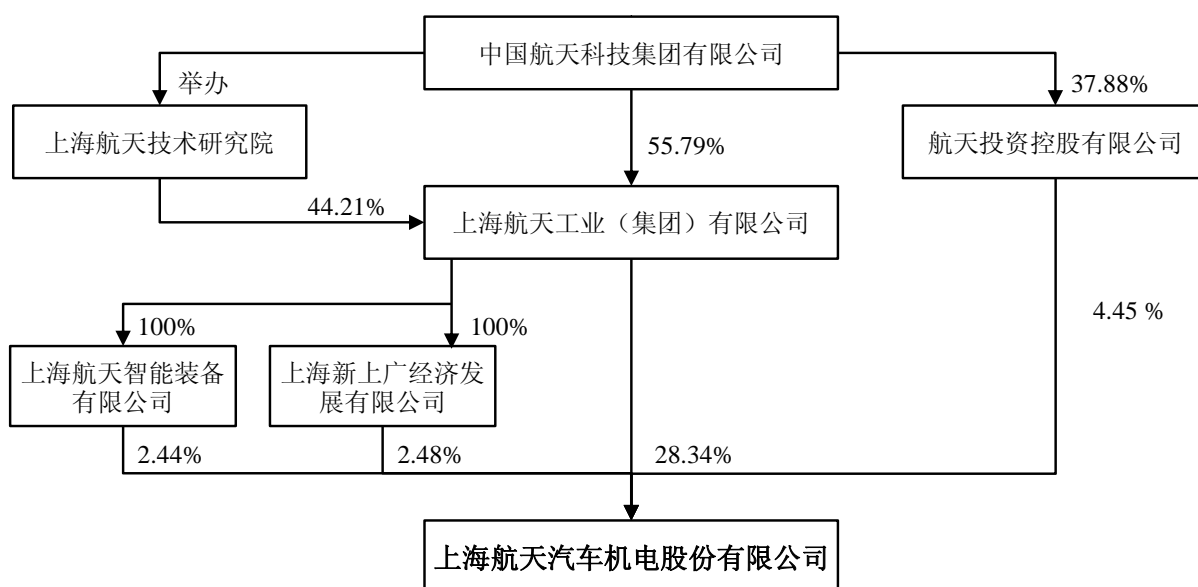 中国航天科技集团有限公司
举办
37.88%
上海航天技术研究院
55.79%
航天投资控股有限公司
44.21%
上海航天工业（集团）有限公司
4.45 %
100%
100%
上海航天智能装备
有限公司
上海新上广经济发
展有限公司
2.44%
2.48%
28.34%
上海航天汽车机电股份有限公司